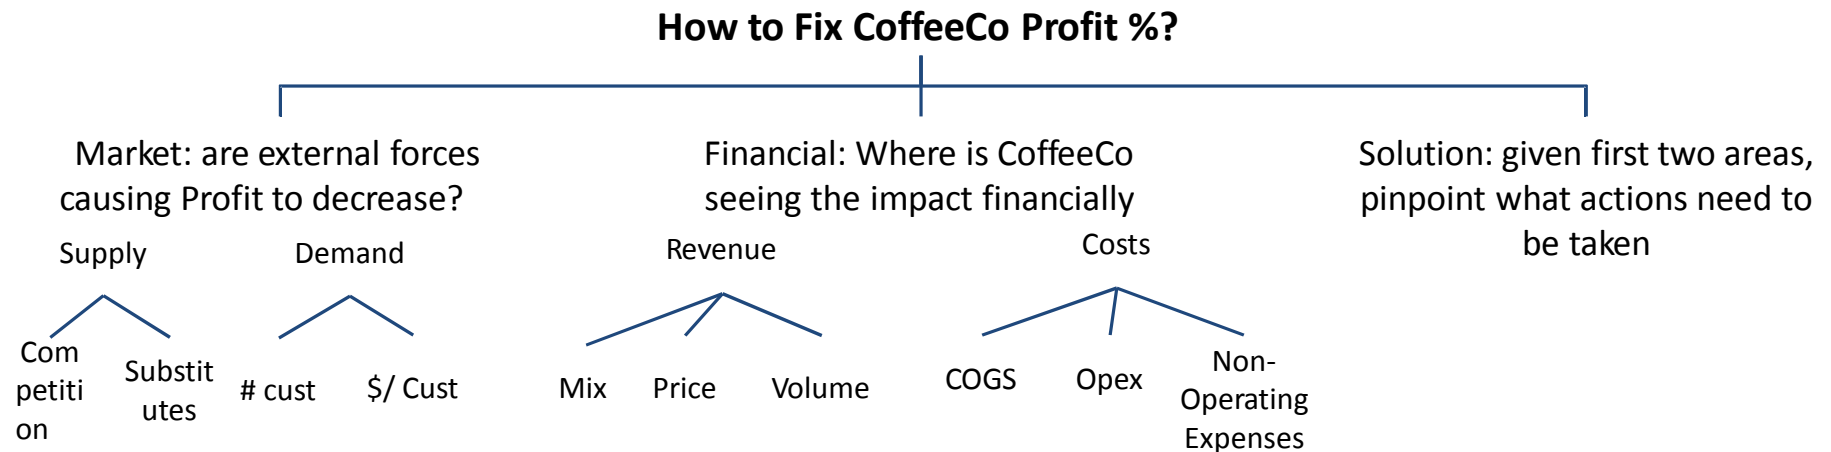 How to Fix CoffeeCo Profit %?
Market: are external forces
causing Profit to decrease?
Financial: Where is CoffeeCo
seeing the impact financially
Solution: given first two areas,
pinpoint what actions need to
be taken
Supply
Demand
Revenue
Costs
Com
petiti
on
Substit
utes
# cust
$/ Cust
Mix
Price
Volume
COGS
Opex
Non-
Operating
Expenses